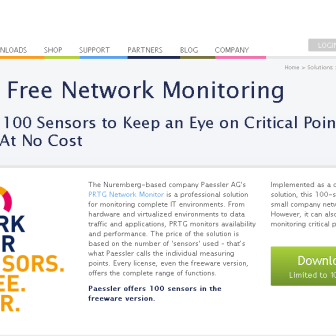 NLOADS SHOP SUPPORT PARTNERS BLOG COMPANY
LOGIN
Home > Solutions
Free Network Monitoring
100 Sensors to Keep an Eye on Critical Poin
At No Cost
RK
R
SORS.
EE.
R.
The Nuremberg-based company Paessler AG's
PRTG Network Monitor is a professional solution
for monitoring complete IT environments. From
hardware and virtualized environments to data
traffic and applications, PRTG monitors availability
and performance. The price of the solution is
based on the number of 'sensors' used - that's
what Paessler calls the individual measuring
points. Every license, even the freeware version,
offers the complete range of functions.
Paessler offers 100 sensors in the
freeware version.
Implemented as a c
solution, this 100-s
small company netw
However, it can also
monitoring critical p
Downlo
Limited to 10